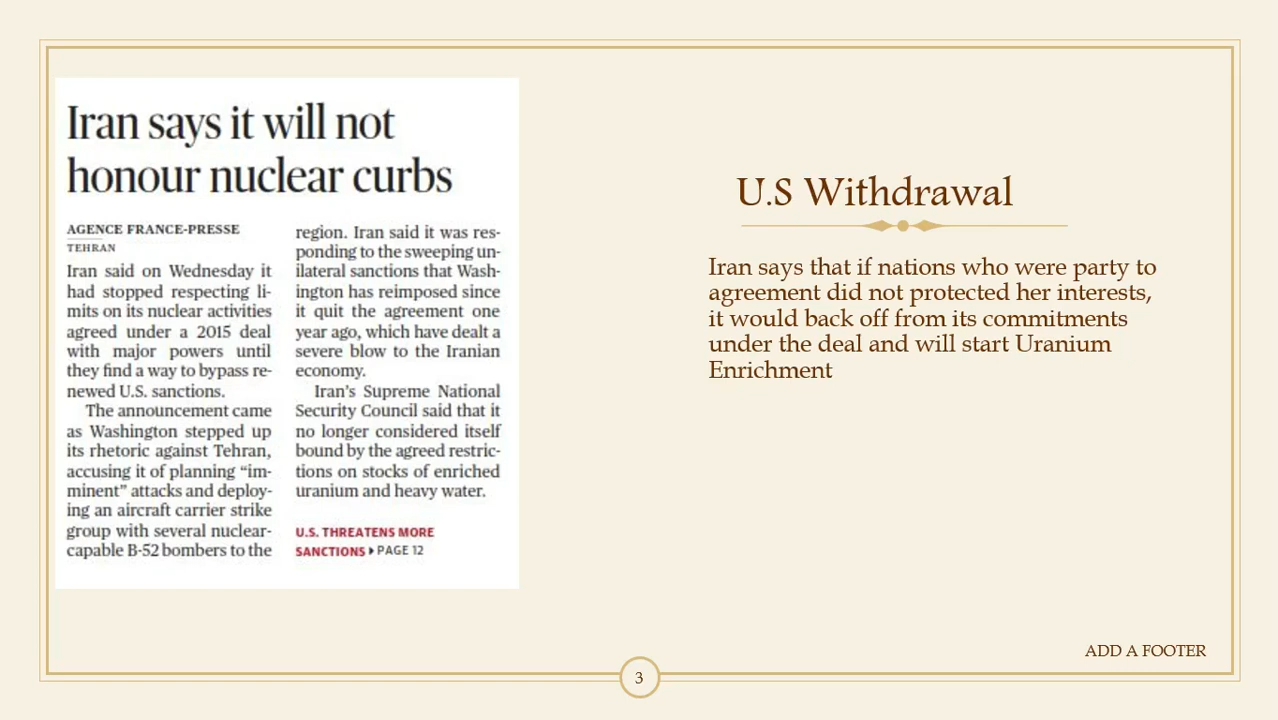 Iran says it will not
honour nuclear curbs
AGENCE FRANCE-PRESSE
TEHRAN
Iran said on Wednesday it
had stopped respecting li-
mits on its nuclear activities
agreed under a 2015 deal
with major powers until
they find a way to bypass re-
newed U.S. sanctions.
The announcement came
as Washington stepped up
its rhetoric against Tehran,
accusing it of planning “im-
minent” attacks and deploy-
ing an aircraft carrier strike
group with several nuclear-
capable B-52 bombers to the
region. Iran said it was res-
ponding to the sweeping un-
ilateral sanctions that Wash-
ington has reimposed since
it quit the agreement one
year ago, which have dealt a
severe blow to the Iranian
economy.
Iran’s Supreme National
Security Council said that it
no longer considered itself
bound by the agreed restric-
tions on stocks of enriched
uranium and heavy water.
U.S. THREATENS MORE
SANCTIONS PAGE 12
U.S Withdrawal
Iran says that if nations who were party to
agreement did not protected her interests,
it would back off from its commitments
under the deal and will start Uranium
Enrichment
ADD A FOOTER
3